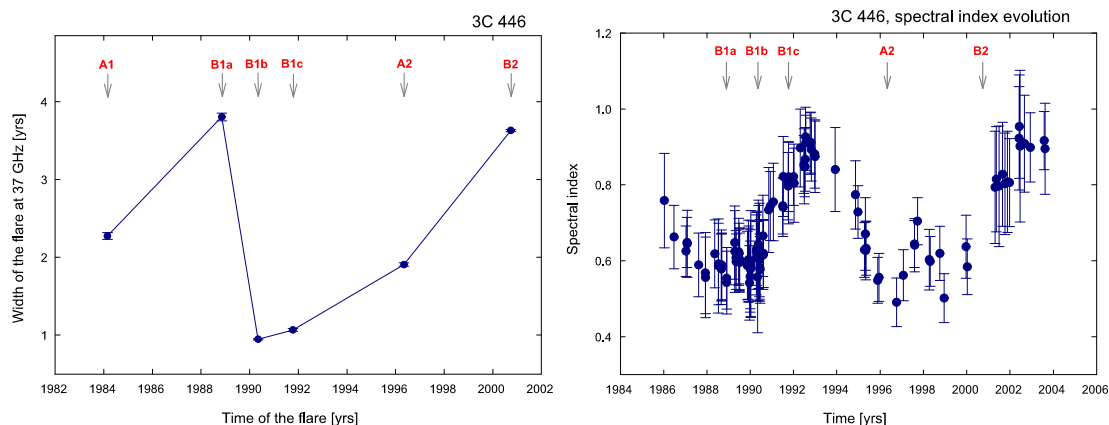 3C 446
A1 B1a B1b B1c A2 B2
Width of the flare at 37 GHz [yrs]
4
3
2
1
1982 1984 1986 1988 1990 1992 1994 1996 1998 2000 2002
Time of the flare [yrs]
3C 446, spectral index evolution
1.2
B1a B1b B1c A2 B2
Spectral index
1.0
0.8
0.6
0.4
1984 1986 1988 1990 1992 1994 1996 1998 2000 2002 2004 2006
Time [yrs]